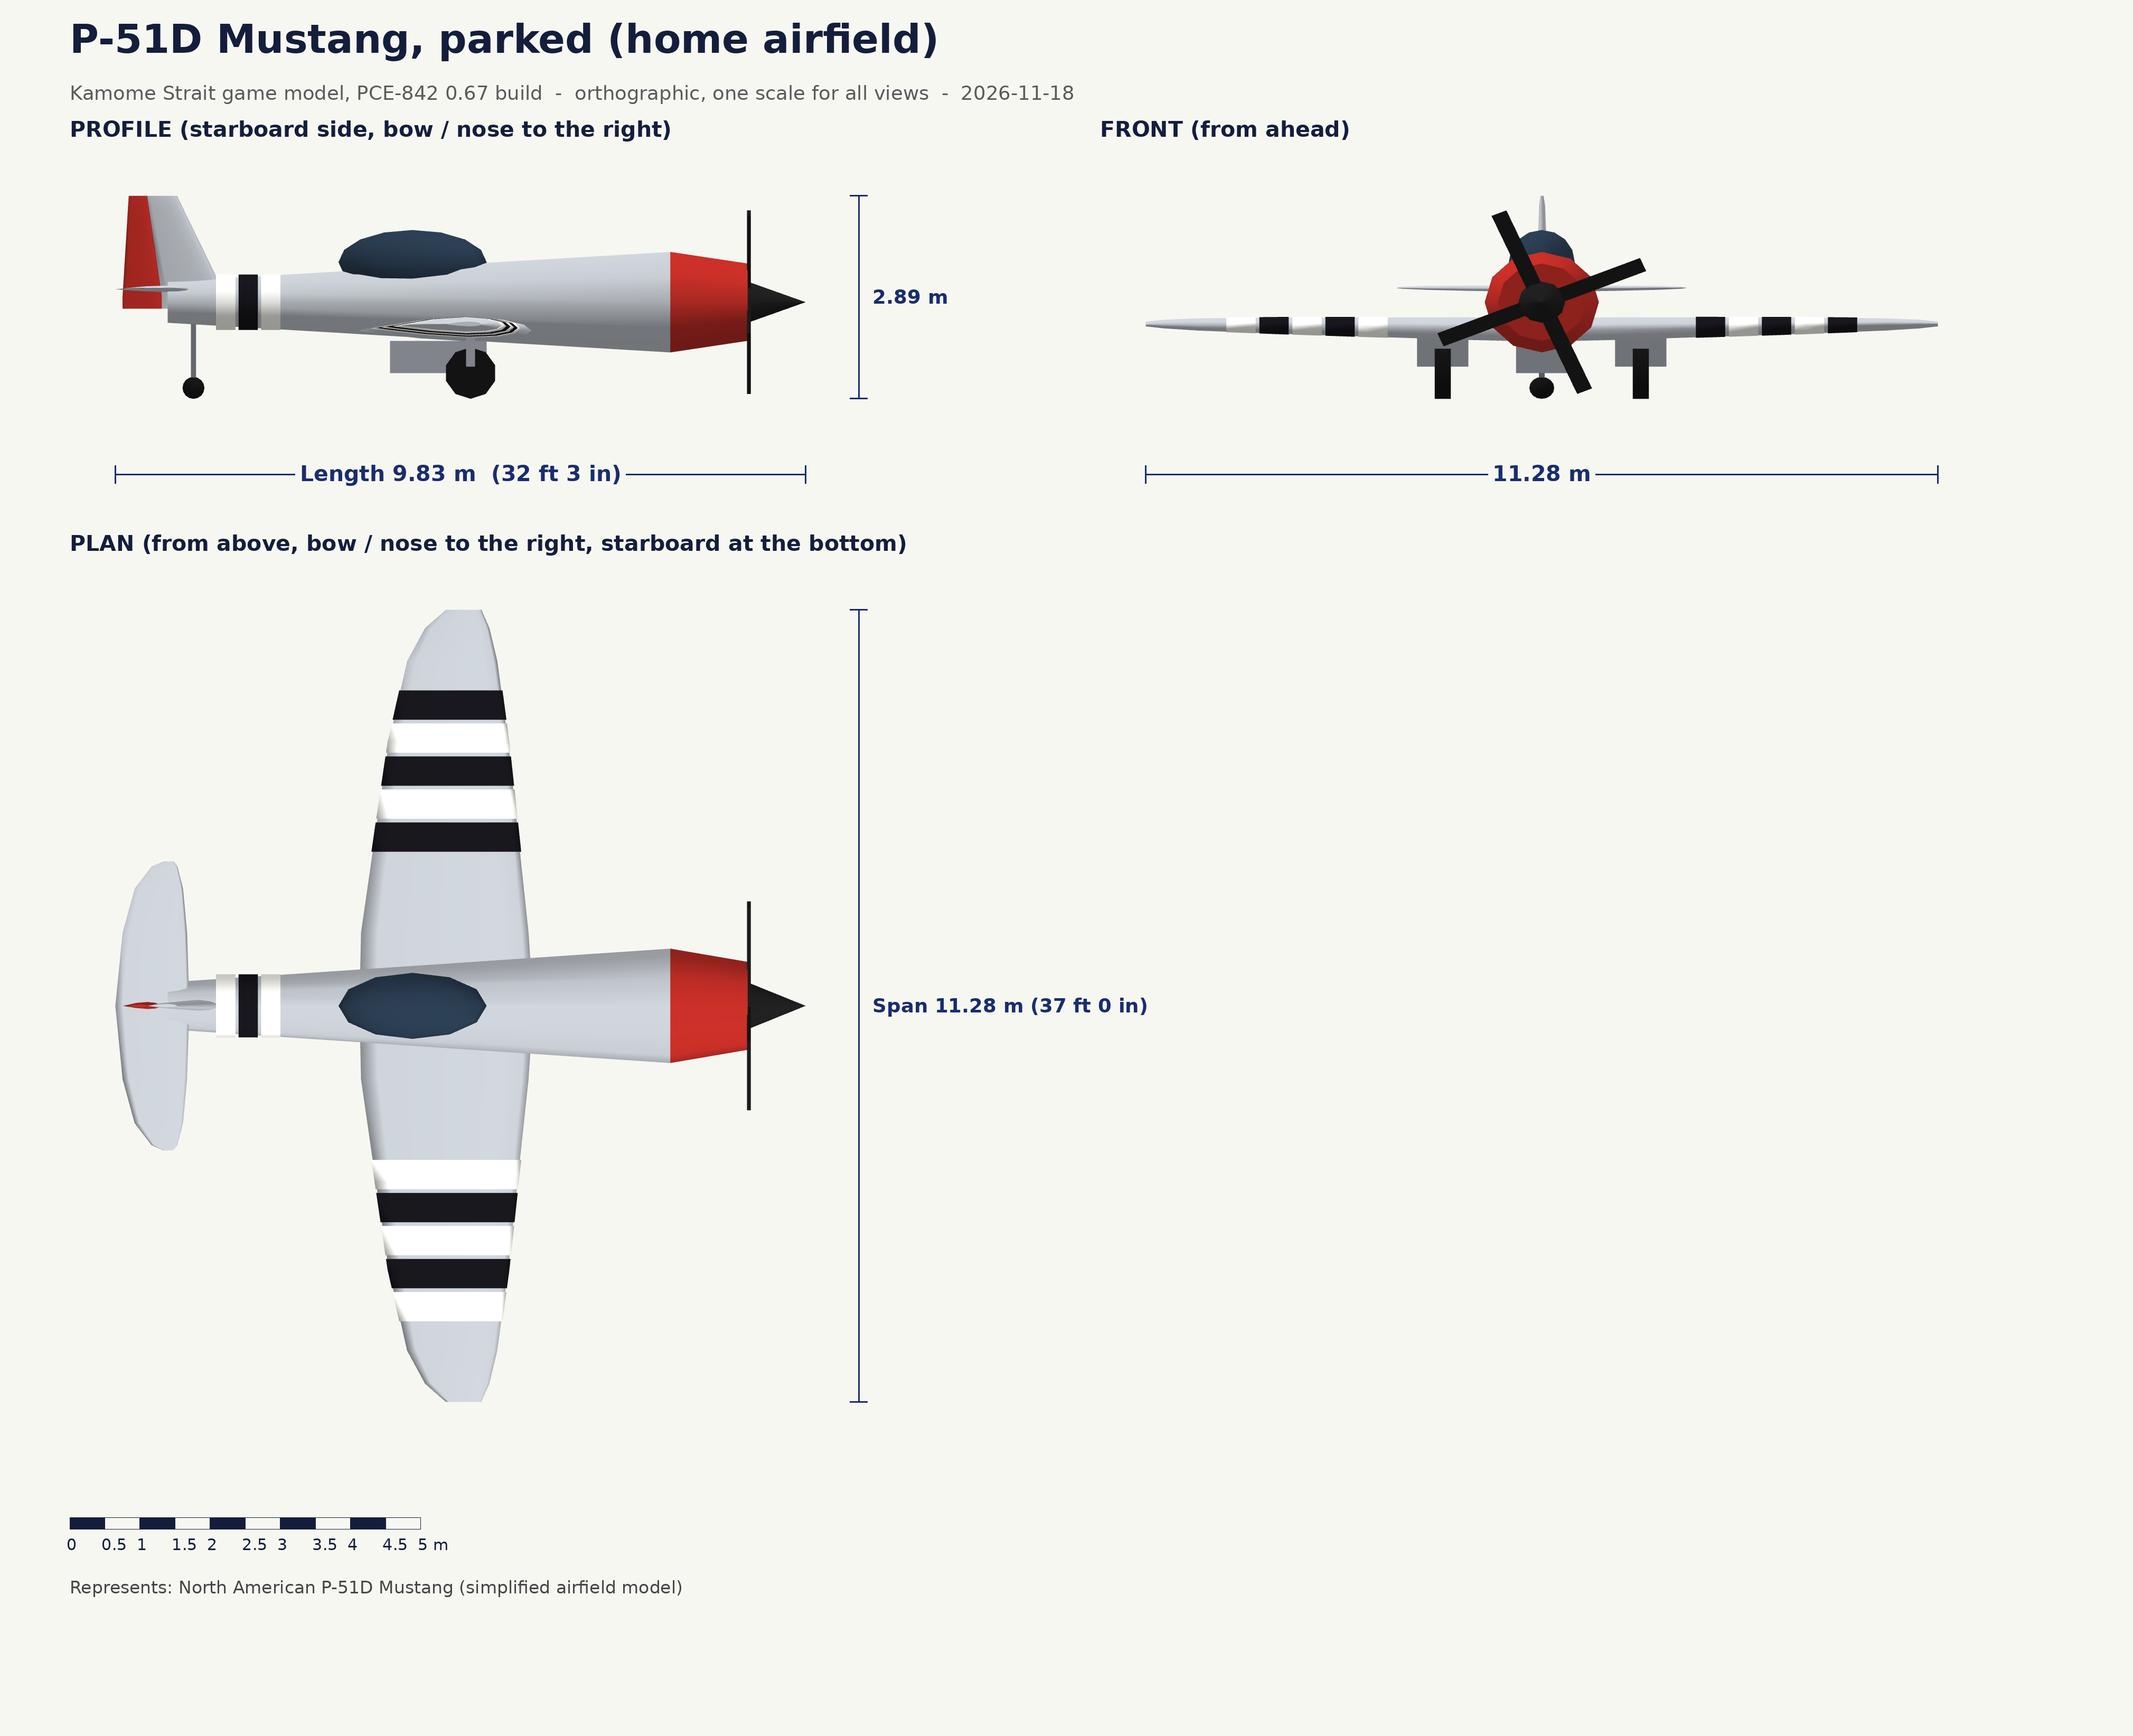 P-51D Mustang, parked (home airfield)
Kamome Strait game model, PCE-842 0.67 build - orthographic, one scale for all views - 2026-11-18
PROFILE (starboard side, bow / nose to the right)
FRONT (from ahead)
2.89 m
Length 9.83 m (32 ft 3 in)
11.28 m
PLAN (from above, bow / nose to the right, starboard at the bottom)
Span 11.28 m (37 ft 0 in)
0 0.5 1 1.5 2 2.5 3 3.5 4 4.5 5 m
Represents: North American P-51D Mustang (simplified airfield model)